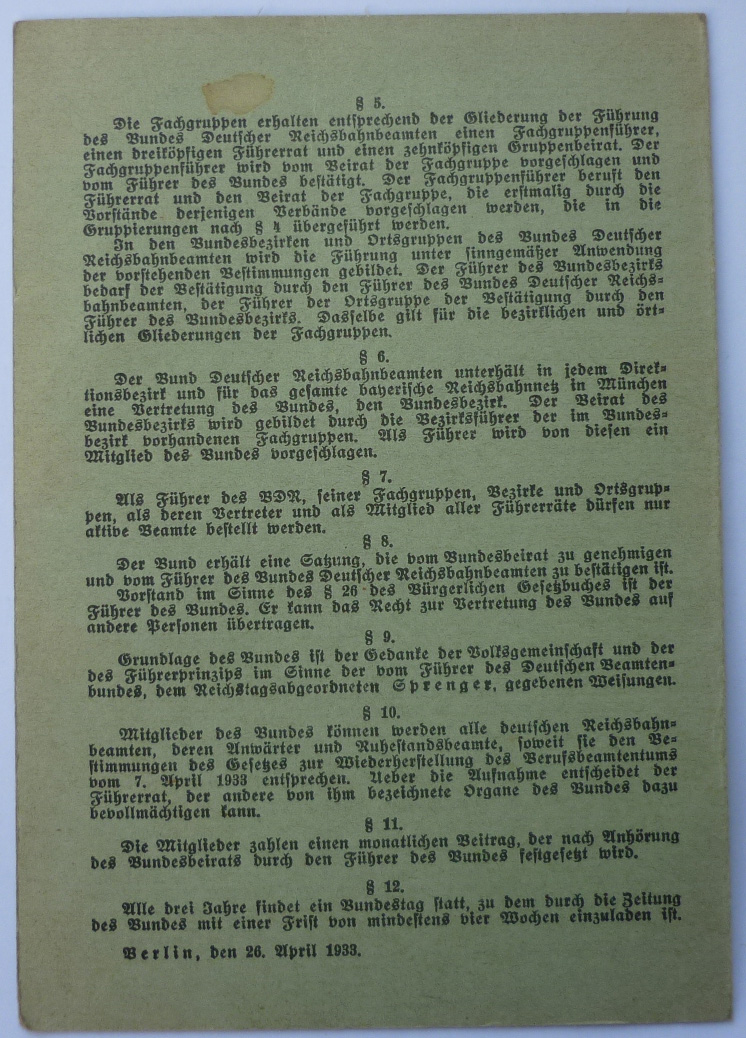 § 5.
Die Fachgruppen erhalten entsprechend der Gliederung der Führung
des Bundes Deutscher Reichsbahnbeamten einen Fachgruppenführer,
einen dreiköpfigen Führerrat und einen zehnköpfigen Gruppenbeirat. Der
Fachgruppenführer wird vom Beirat der Fachgruppe vorgeschlagen und
vom Führer des Bundes bestätigt. Der Fachgruppenführer beruft den
Führerrat und den Beirat der Fachgruppe, die erstmalig durch die
Vorstände derjenigen Verbände vorgeschlagen werden, die in die
Gruppierungen nach § 4 übergeführt werden.
In den Bundesbezirken und Ortsgruppen des Bundes Deutscher
Reichsbahnbeamten wird die Führung unter sinngemäßer Anwendung
der vorstehenden Bestimmungen gebildet. Der Führer des Bundesbezirks
bedarf der Bestätigung durch den Führer des Bundes Deutscher Reichs-
bahnbeamten, der Führer der Ortsgruppe der Bestätigung durch den
Führer des Bundesbezirks. Dasselbe gilt für die bezirklichen und ört-
lichen Gliederungen der Fachgruppen.
§ 6.
Der Bund Deutscher Reichsbahnbeamten unterhält in jedem Direk-
tionsbezirk und für das gesamte bayerische Reichsbahnnetz in München
eine Vertretung des Bundes, den Bundesbezirk. Der Beirat des
Bundesbezirks wird gebildet durch die Bezirksführer der im Bundes-
bezirk vorhandenen Fachgruppen. Als Führer wird von diesen ein
Mitglied des Bundes vorgeschlagen.
§ 7.
Als Führer des BDR, seiner Fachgruppen, Bezirke und Ortsgrup-
pen, als deren Vertreter und als Mitglied aller Führerräte dürfen nur
aktive Beamte bestellt werden.
§ 8.
Der Bund erhält eine Satzung, die vom Bundesbeirat zu genehmigen
und vom Führer des Bundes Deutscher Reichsbahnbeamten zu bestätigen ist.
Vorstand im Sinne des § 26 des Bürgerlichen Gesetzbuches ist der
Führer des Bundes. Er kann das Recht zur Vertretung des Bundes auf
andere Personen übertragen.
§ 9.
Grundlage des Bundes ist der Gedanke der Volksgemeinschaft und der
des Führerprinzips im Sinne der vom Führer des Deutschen Beamten-
bundes, dem Reichstagsabgeordneten Sprenger, gegebenen Weisungen.
§ 10.
Mitglieder des Bundes können werden alle deutschen Reichsbahn-
beamten, deren Anwärter und Ruhestandsbeamte, soweit sie den Be-
stimmungen des Gesetzes zur Wiederherstellung des Berufsbeamtentums
vom 7. April 1933 entsprechen. Ueber die Aufnahme entscheidet der
Führerrat, der andere von ihm bezeichnete Organe des Bundes dazu
bevollmächtigen kann.
§ 11.
Die Mitglieder zahlen einen monatlichen Beitrag, der nach Anhörung
des Bundesbeirats durch den Führer des Bundes festgesetzt wird.
§ 12.
Alle drei Jahre findet ein Bundestag statt, zu dem durch die Zeitung
des Bundes mit einer Frist von mindestens vier Wochen einzuladen ist.
Berlin, den 26. April 1933.